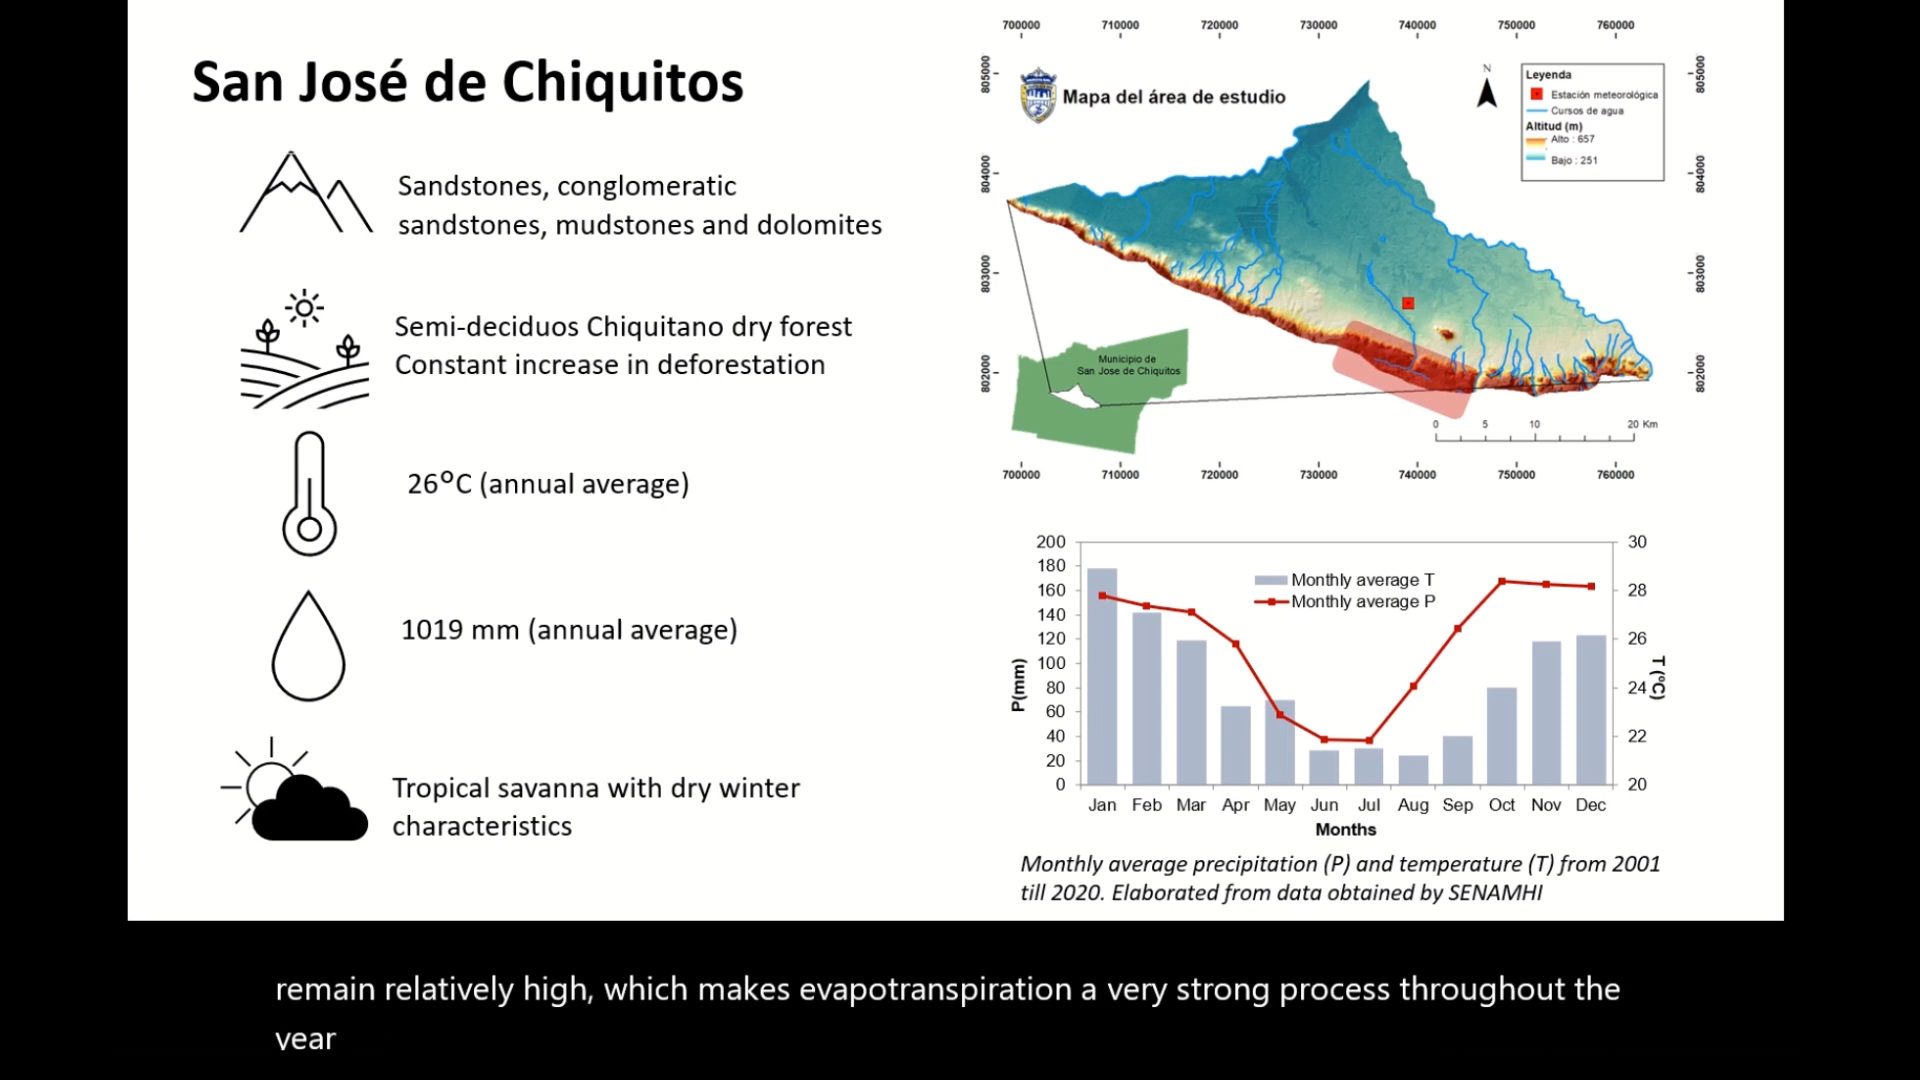 San José de Chiquitos
Sandstones, conglomeratic
sandstones, mudstones and dolomites
Semi-deciduos Chiquitano dry forest
Constant increase in deforestation
26°C (annual average)
1019 mm (annual average)
Tropical savanna with dry winter
characteristics
700000 710000 720000 730000 740000 750000 760000
805000 805000
804000 804000
803000 803000
802000 802000
Mapa del área de estudio
N
Leyenda
Estación meteorológica
Cursos de agua
Altitud (m)
Alto : 657
Bajo : 251
Municipio de
San Jose de Chiquitos
0 5 10 20 Km
700000 710000 720000 730000 740000 750000 760000
200 30
180
160 28
140
120 26
100
80 24
60
40 22
20
0 20
P(mm)
T (°C)
Monthly average T
Monthly average P
Jan Feb Mar Apr May Jun Jul Aug Sep Oct Nov Dec
Months
Monthly average precipitation (P) and temperature (T) from 2001
till 2020. Elaborated from data obtained by SENAMHI
remain relatively high, which makes evapotranspiration a very strong process throughout the
year